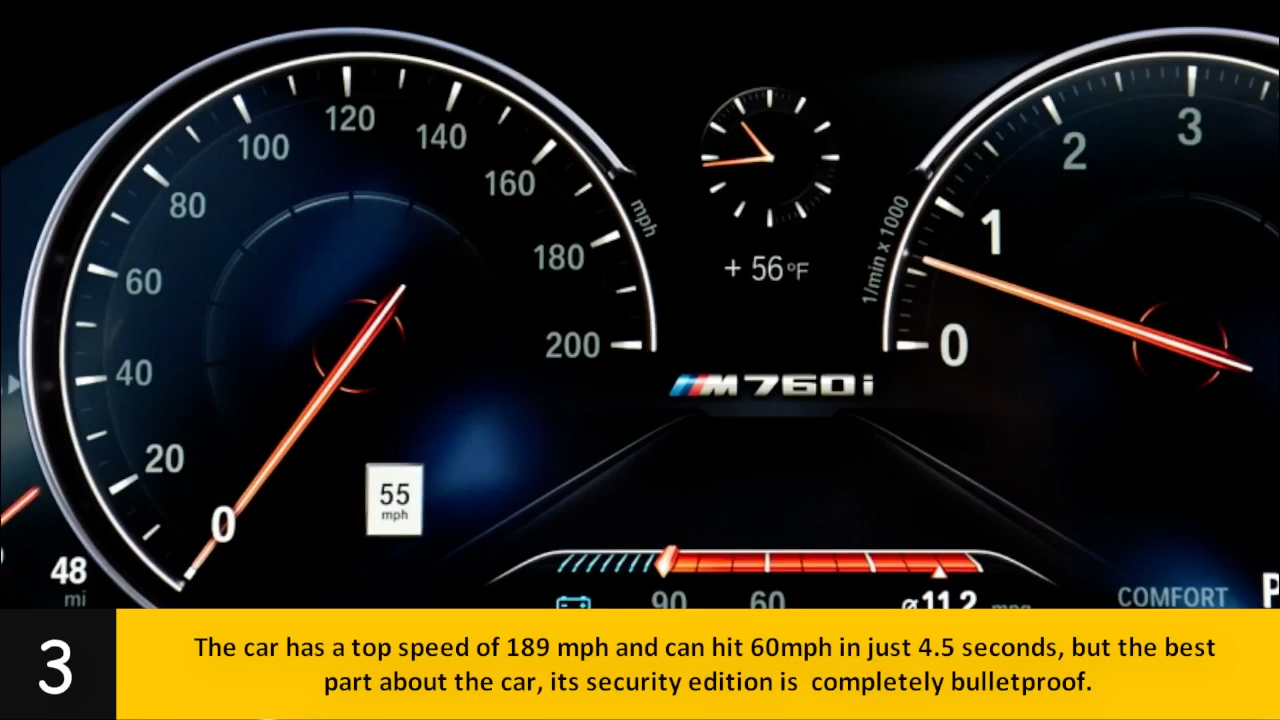 120
100
140
80
160
mph
60
180
40
200
20
0
55
mph
48
mi
+ 56°F
M760i
3
2
1
0
1/min x 1000
90 60 ø11.2 mpg
COMFORT P
3
The car has a top speed of 189 mph and can hit 60mph in just 4.5 seconds, but the best
part about the car, its security edition is  completely bulletproof.